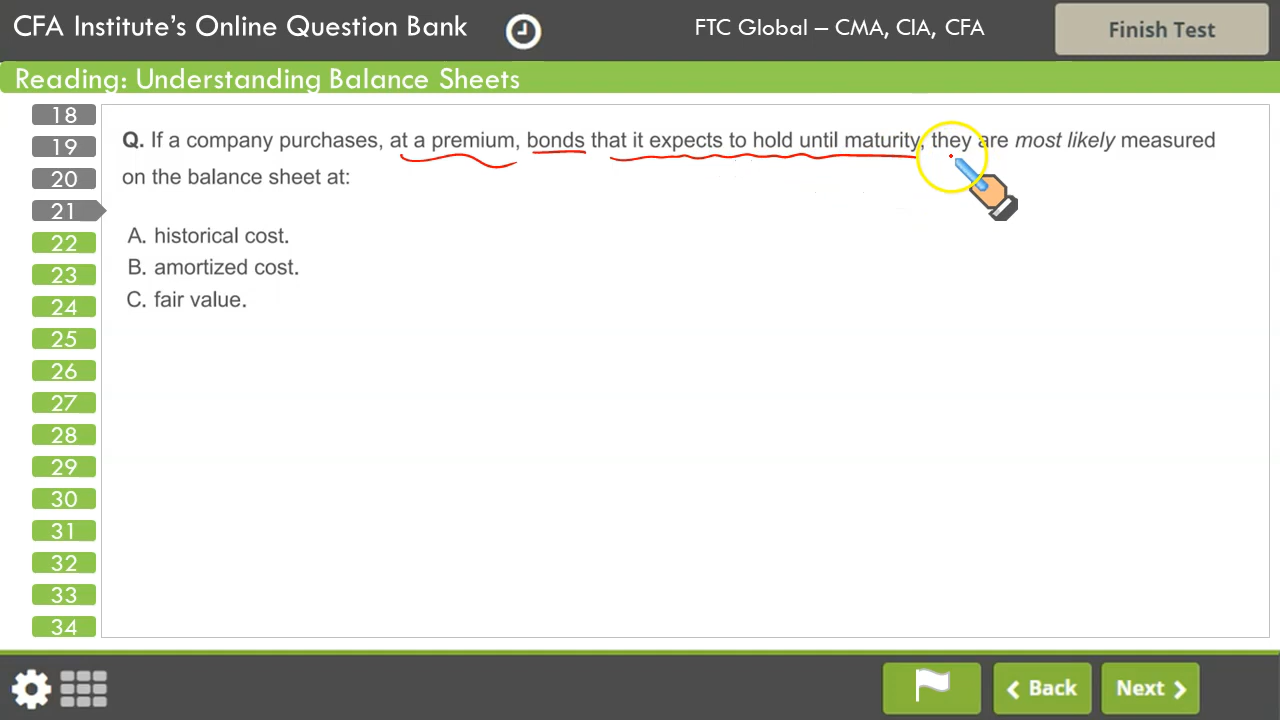 CFA Institute's Online Question Bank
FTC Global – CMA, CIA, CFA
Finish Test
Reading: Understanding Balance Sheets
18
19
20
21
22
23
24
25
26
27
28
29
30
31
32
33
34
Q. If a company purchases, at a premium, bonds that it expects to hold until maturity, they are most likely measured
on the balance sheet at:
A. historical cost.
B. amortized cost.
C. fair value.
Back
Next